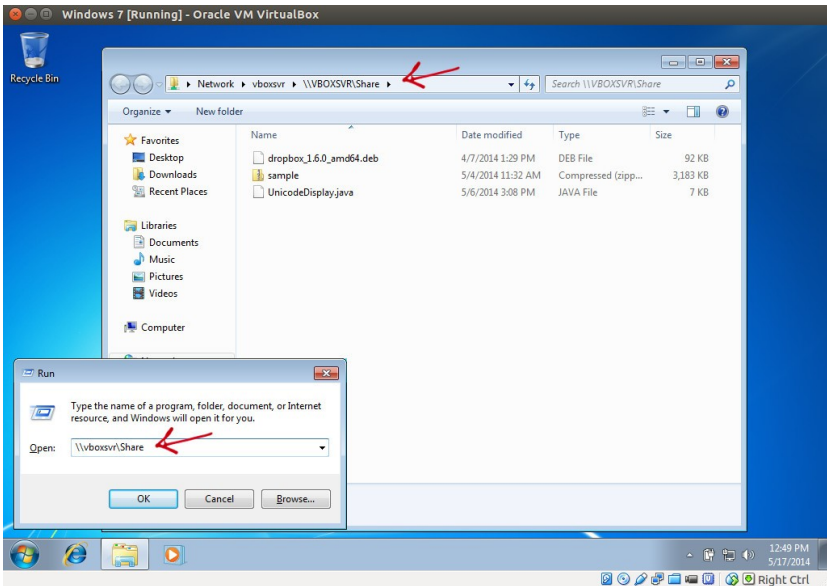 Windows 7 [Running] - Oracle VM VirtualBox
Recycle Bin
Network vboxsvr \\VBOXSVR\Share
Search \\VBOXSVR\Share
Organize New folder
Name Date modified Type Size
Favorites
Desktop
Downloads
Recent Places
Libraries
Documents
Music
Pictures
Videos
Computer
dropbox_1.6.0_amd64.deb 4/7/2014 1:29 PM DEB File 92 KB
sample 5/4/2014 11:32 AM Compressed (zipp... 3,183 KB
UnicodeDisplay.java 5/6/2014 3:08 PM JAVA File 7 KB
Run
Type the name of a program, folder, document, or Internet
resource, and Windows will open it for you.
Open: \\vboxsvr\Share
OK Cancel Browse...
12:49 PM
5/17/2014
Right Ctrl